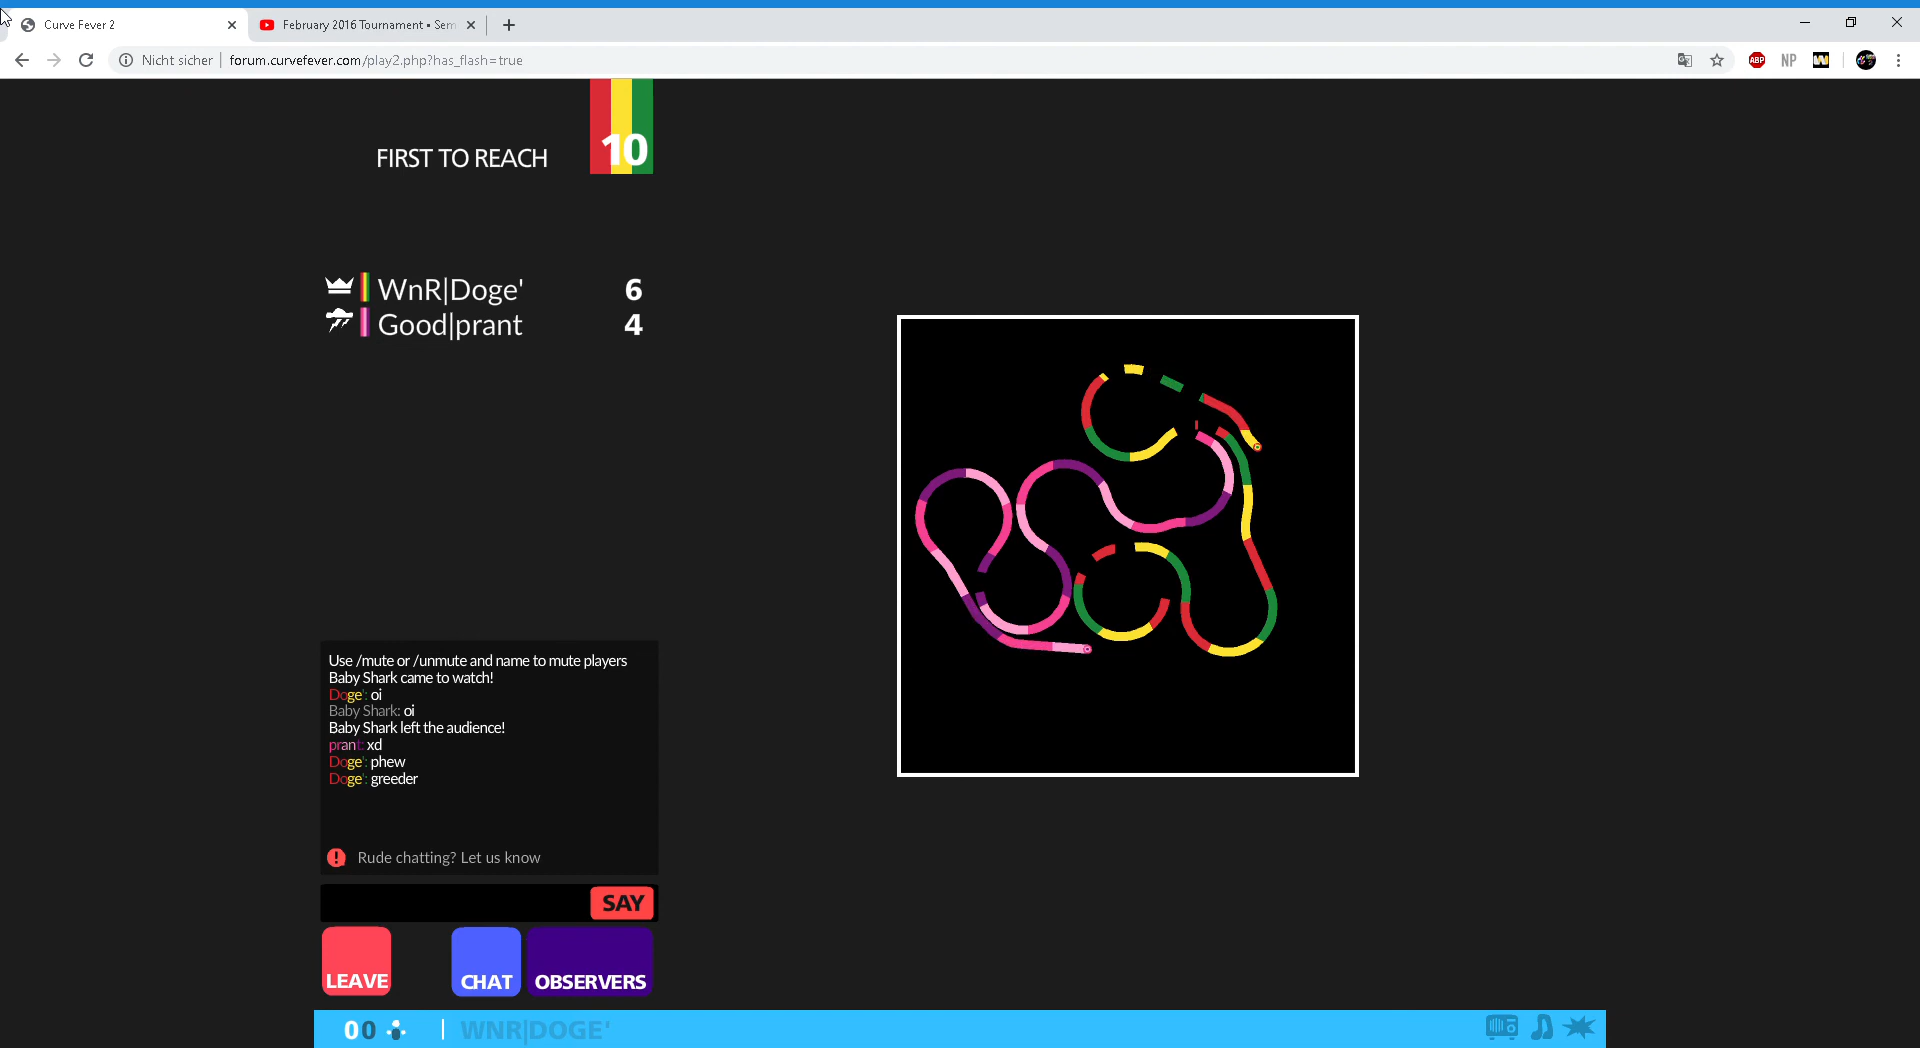 Curve Fever 2
February 2016 Tournament • Sem
Nicht sicher
forum.curvefever.com/play2.php?has_flash=true
ABP
NP
W
FIRST TO REACH
10
WnR|Doge' 6
Good|prant 4
Use /mute or /unmute and name to mute players
Baby Shark came to watch!
Doge': oi
Baby Shark: oi
Baby Shark left the audience!
prant: xd
Doge': phew
Doge': greeder
! Rude chatting? Let us know
SAY
LEAVE
CHAT
OBSERVERS
00
WNR|DOGE'